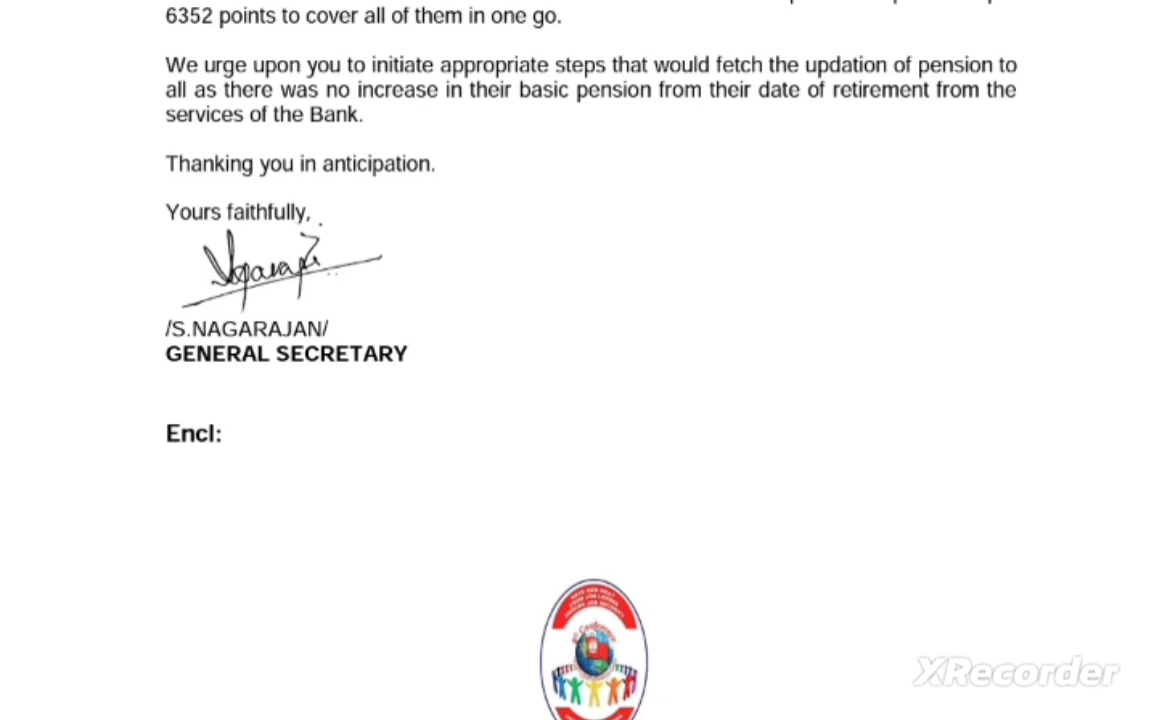 6352 points to cover all of them in one go.
We urge upon you to initiate appropriate steps that would fetch the updation of pension to
all as there was no increase in their basic pension from their date of retirement from the
services of the Bank.
Thanking you in anticipation.
Yours faithfully,
/S.NAGARAJAN/
GENERAL SECRETARY
Encl:
XRecorder